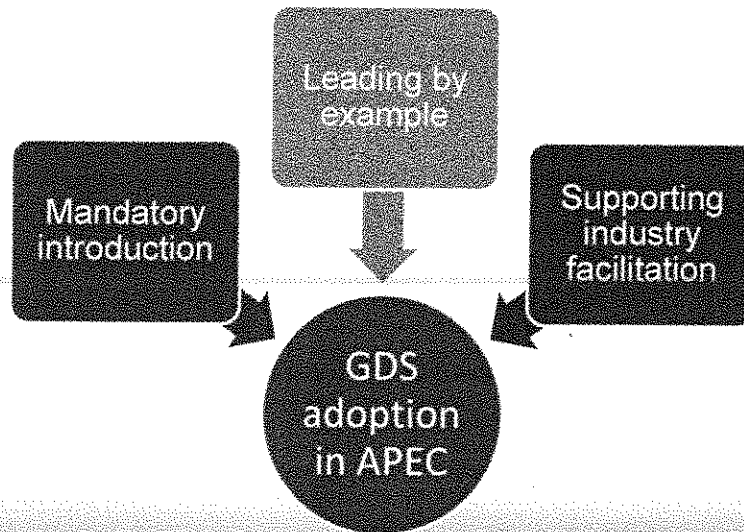 Leading by
example
Mandatory
introduction
Supporting
industry
facilitation
GDS
adoption
in APEC